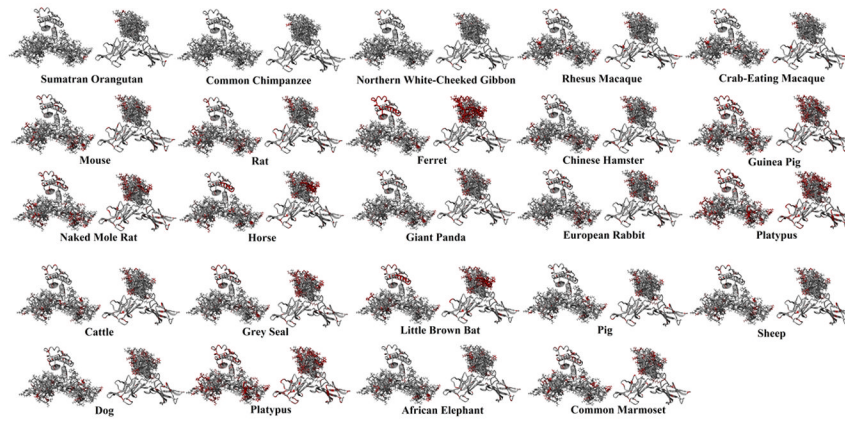 Sumatran Orangutan Common Chimpanzee Northern White-Cheeked Gibbon Rhesus Macaque Crab-Eating Macaque
Mouse Rat Ferret Chinese Hamster Guinea Pig
Naked Mole Rat Horse Giant Panda European Rabbit Platypus
Cattle Grey Seal Little Brown Bat Pig Sheep
Dog Platypus African Elephant Common Marmoset